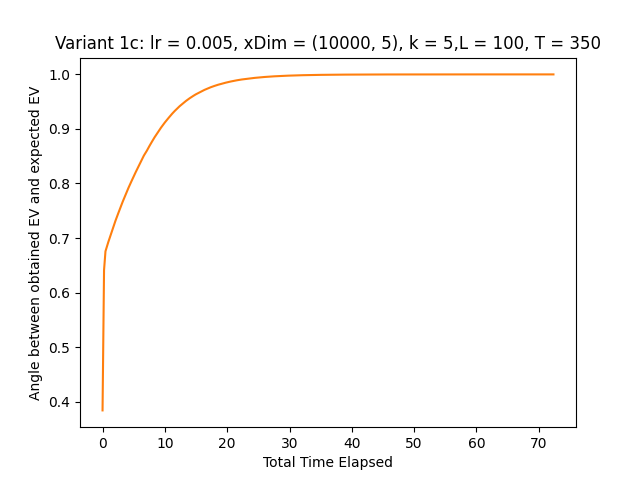 Variant 1c: lr = 0.005, xDim = (10000, 5), k = 5,L = 100, T = 350
Angle between obtained EV and expected EV
1.0
0.9
0.8
0.7
0.6
0.5
0.4
0 10 20 30 40 50 60 70
Total Time Elapsed